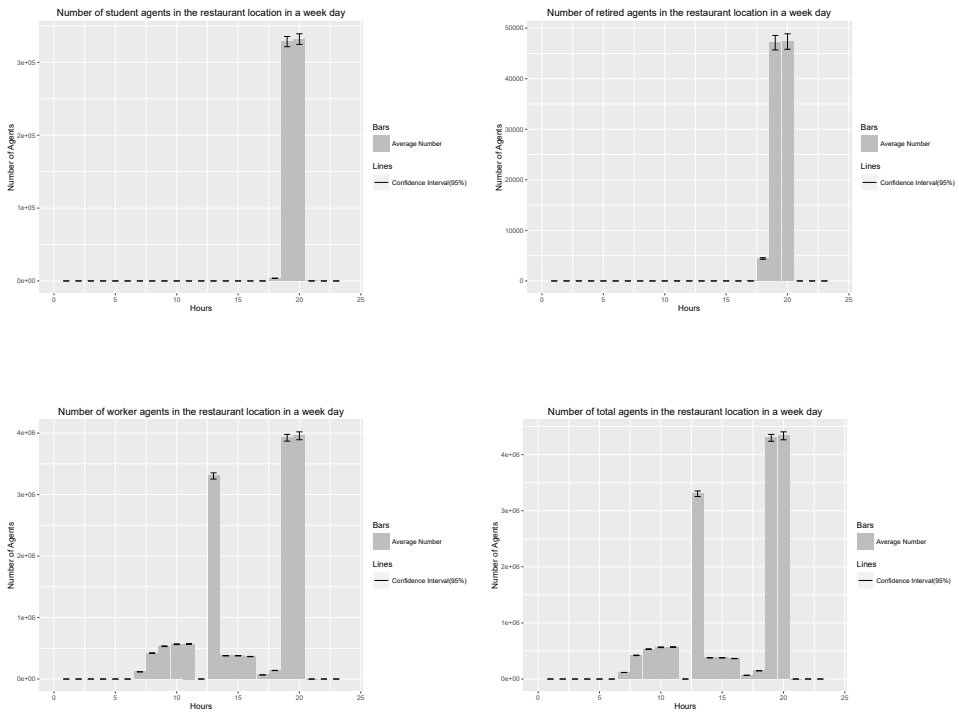 Number of student agents in the restaurant location in a week day
Number of Agents
3e+05
2e+05
1e+05
0e+00
0 5 10 15 20 25
Hours
Bars
Average Number
Lines
Confidence Interval(95%)
Number of retired agents in the restaurant location in a week day
Number of Agents
50000
40000
30000
20000
10000
0
0 5 10 15 20 25
Hours
Bars
Average Number
Lines
Confidence Interval(95%)
Number of worker agents in the restaurant location in a week day
Number of Agents
4e+06
3e+06
2e+06
1e+06
0e+00
0 5 10 15 20 25
Hours
Bars
Average Number
Lines
Confidence Interval(95%)
Number of total agents in the restaurant location in a week day
Number of Agents
4e+06
3e+06
2e+06
1e+06
0e+00
0 5 10 15 20 25
Hours
Bars
Average Number
Lines
Confidence Interval(95%)